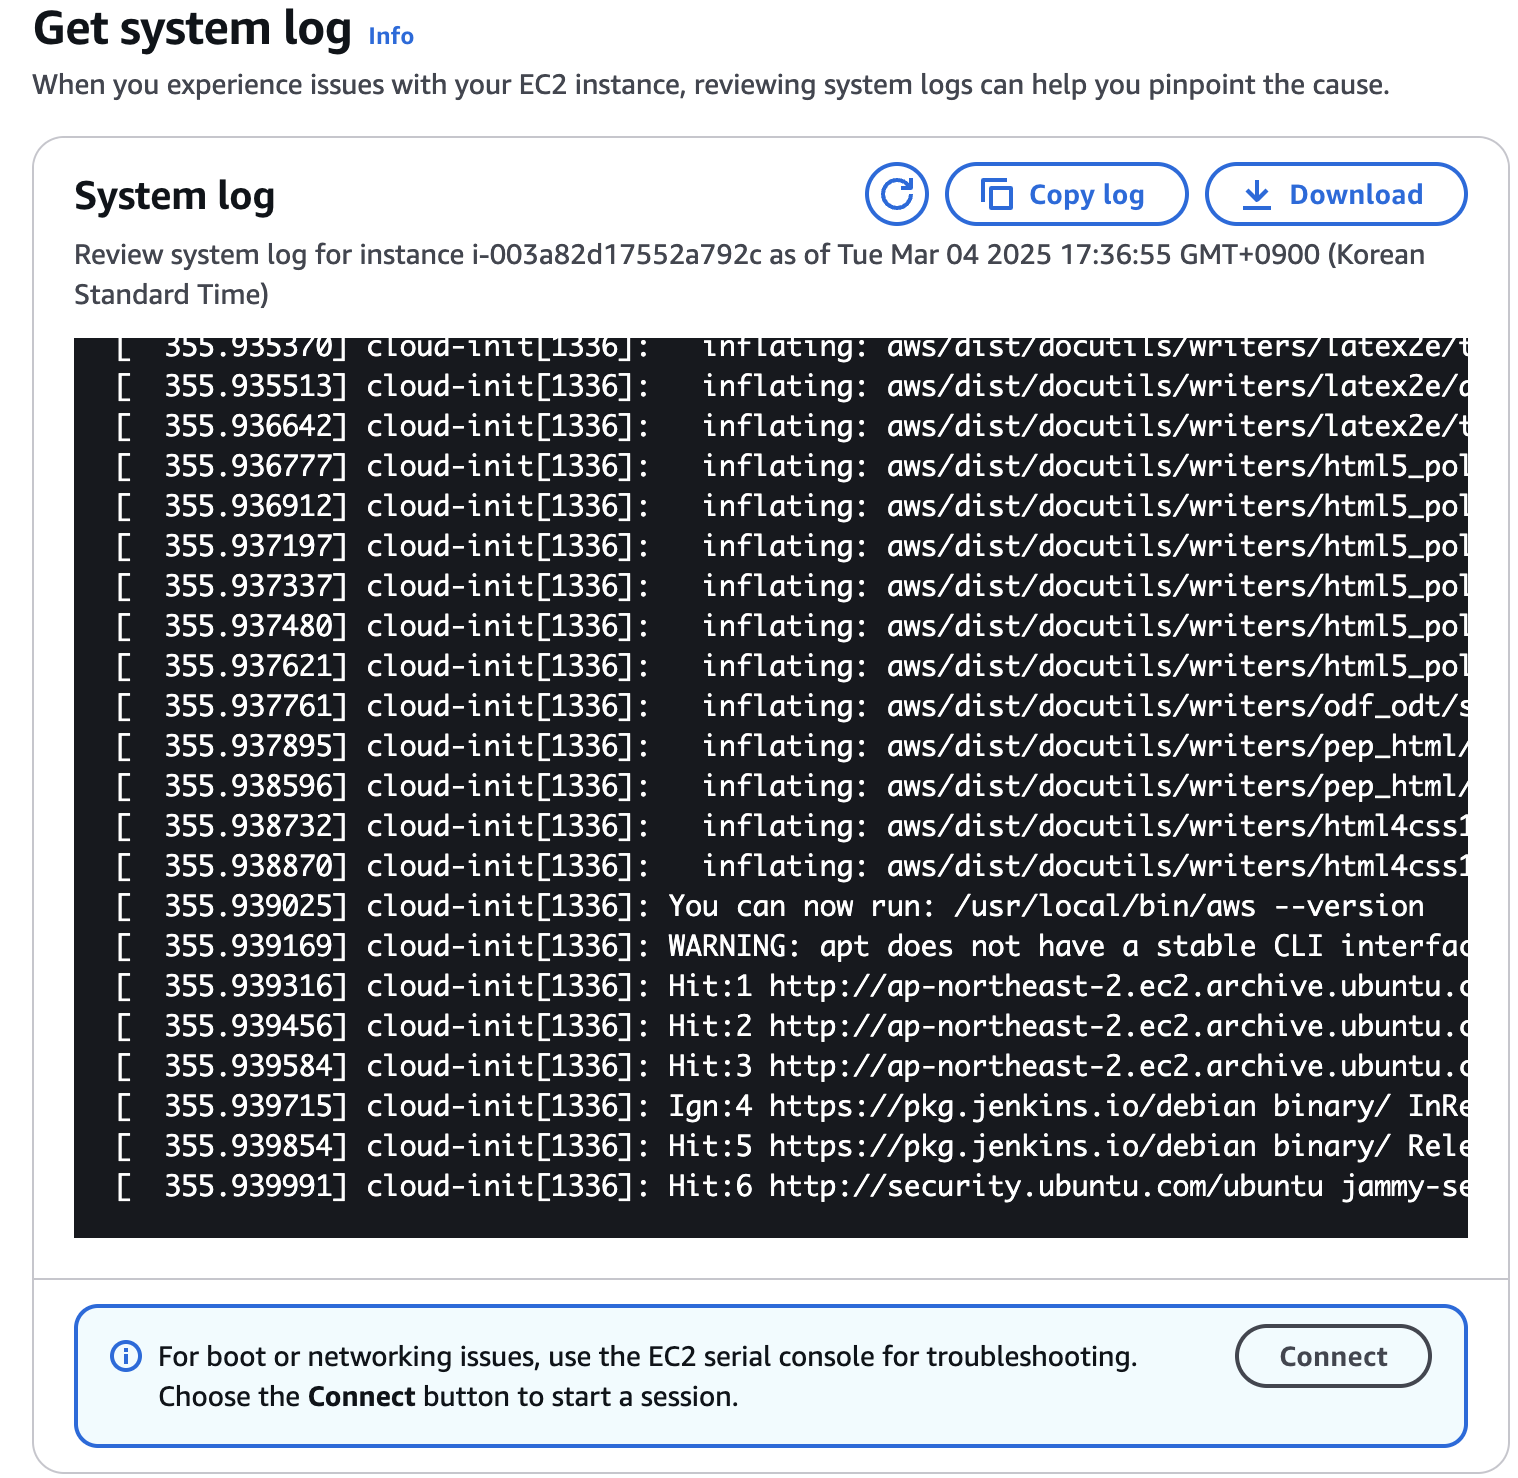 Get system log Info
When you experience issues with your EC2 instance, reviewing system logs can help you pinpoint the cause.
System log
Copy log
Download
Review system log for instance i-003a82d17552a792c as of Tue Mar 04 2025 17:36:55 GMT+0900 (Korean
Standard Time)
[  355.935370] cloud-init[1336]:   inflating: aws/dist/docutils/writers/latex2e/t
[  355.935513] cloud-init[1336]:   inflating: aws/dist/docutils/writers/latex2e/
[  355.936642] cloud-init[1336]:   inflating: aws/dist/docutils/writers/latex2e/t
[  355.936777] cloud-init[1336]:   inflating: aws/dist/docutils/writers/html5_pol
[  355.936912] cloud-init[1336]:   inflating: aws/dist/docutils/writers/html5_pol
[  355.937197] cloud-init[1336]:   inflating: aws/dist/docutils/writers/html5_pol
[  355.937337] cloud-init[1336]:   inflating: aws/dist/docutils/writers/html5_pol
[  355.937480] cloud-init[1336]:   inflating: aws/dist/docutils/writers/html5_pol
[  355.937621] cloud-init[1336]:   inflating: aws/dist/docutils/writers/html5_pol
[  355.937761] cloud-init[1336]:   inflating: aws/dist/docutils/writers/odf_odt/s
[  355.937895] cloud-init[1336]:   inflating: aws/dist/docutils/writers/pep_html/
[  355.938596] cloud-init[1336]:   inflating: aws/dist/docutils/writers/pep_html/
[  355.938732] cloud-init[1336]:   inflating: aws/dist/docutils/writers/html4css1
[  355.938870] cloud-init[1336]:   inflating: aws/dist/docutils/writers/html4css1
[  355.939025] cloud-init[1336]: You can now run: /usr/local/bin/aws --version
[  355.939169] cloud-init[1336]: WARNING: apt does not have a stable CLI interfac
[  355.939316] cloud-init[1336]: Hit:1 http://ap-northeast-2.ec2.archive.ubuntu.c
[  355.939456] cloud-init[1336]: Hit:2 http://ap-northeast-2.ec2.archive.ubuntu.c
[  355.939584] cloud-init[1336]: Hit:3 http://ap-northeast-2.ec2.archive.ubuntu.c
[  355.939715] cloud-init[1336]: Ign:4 https://pkg.jenkins.io/debian binary/ InRe
[  355.939854] cloud-init[1336]: Hit:5 https://pkg.jenkins.io/debian binary/ Rele
[  355.939991] cloud-init[1336]: Hit:6 http://security.ubuntu.com/ubuntu jammy-se
For boot or networking issues, use the EC2 serial console for troubleshooting.
Choose the Connect button to start a session.
Connect